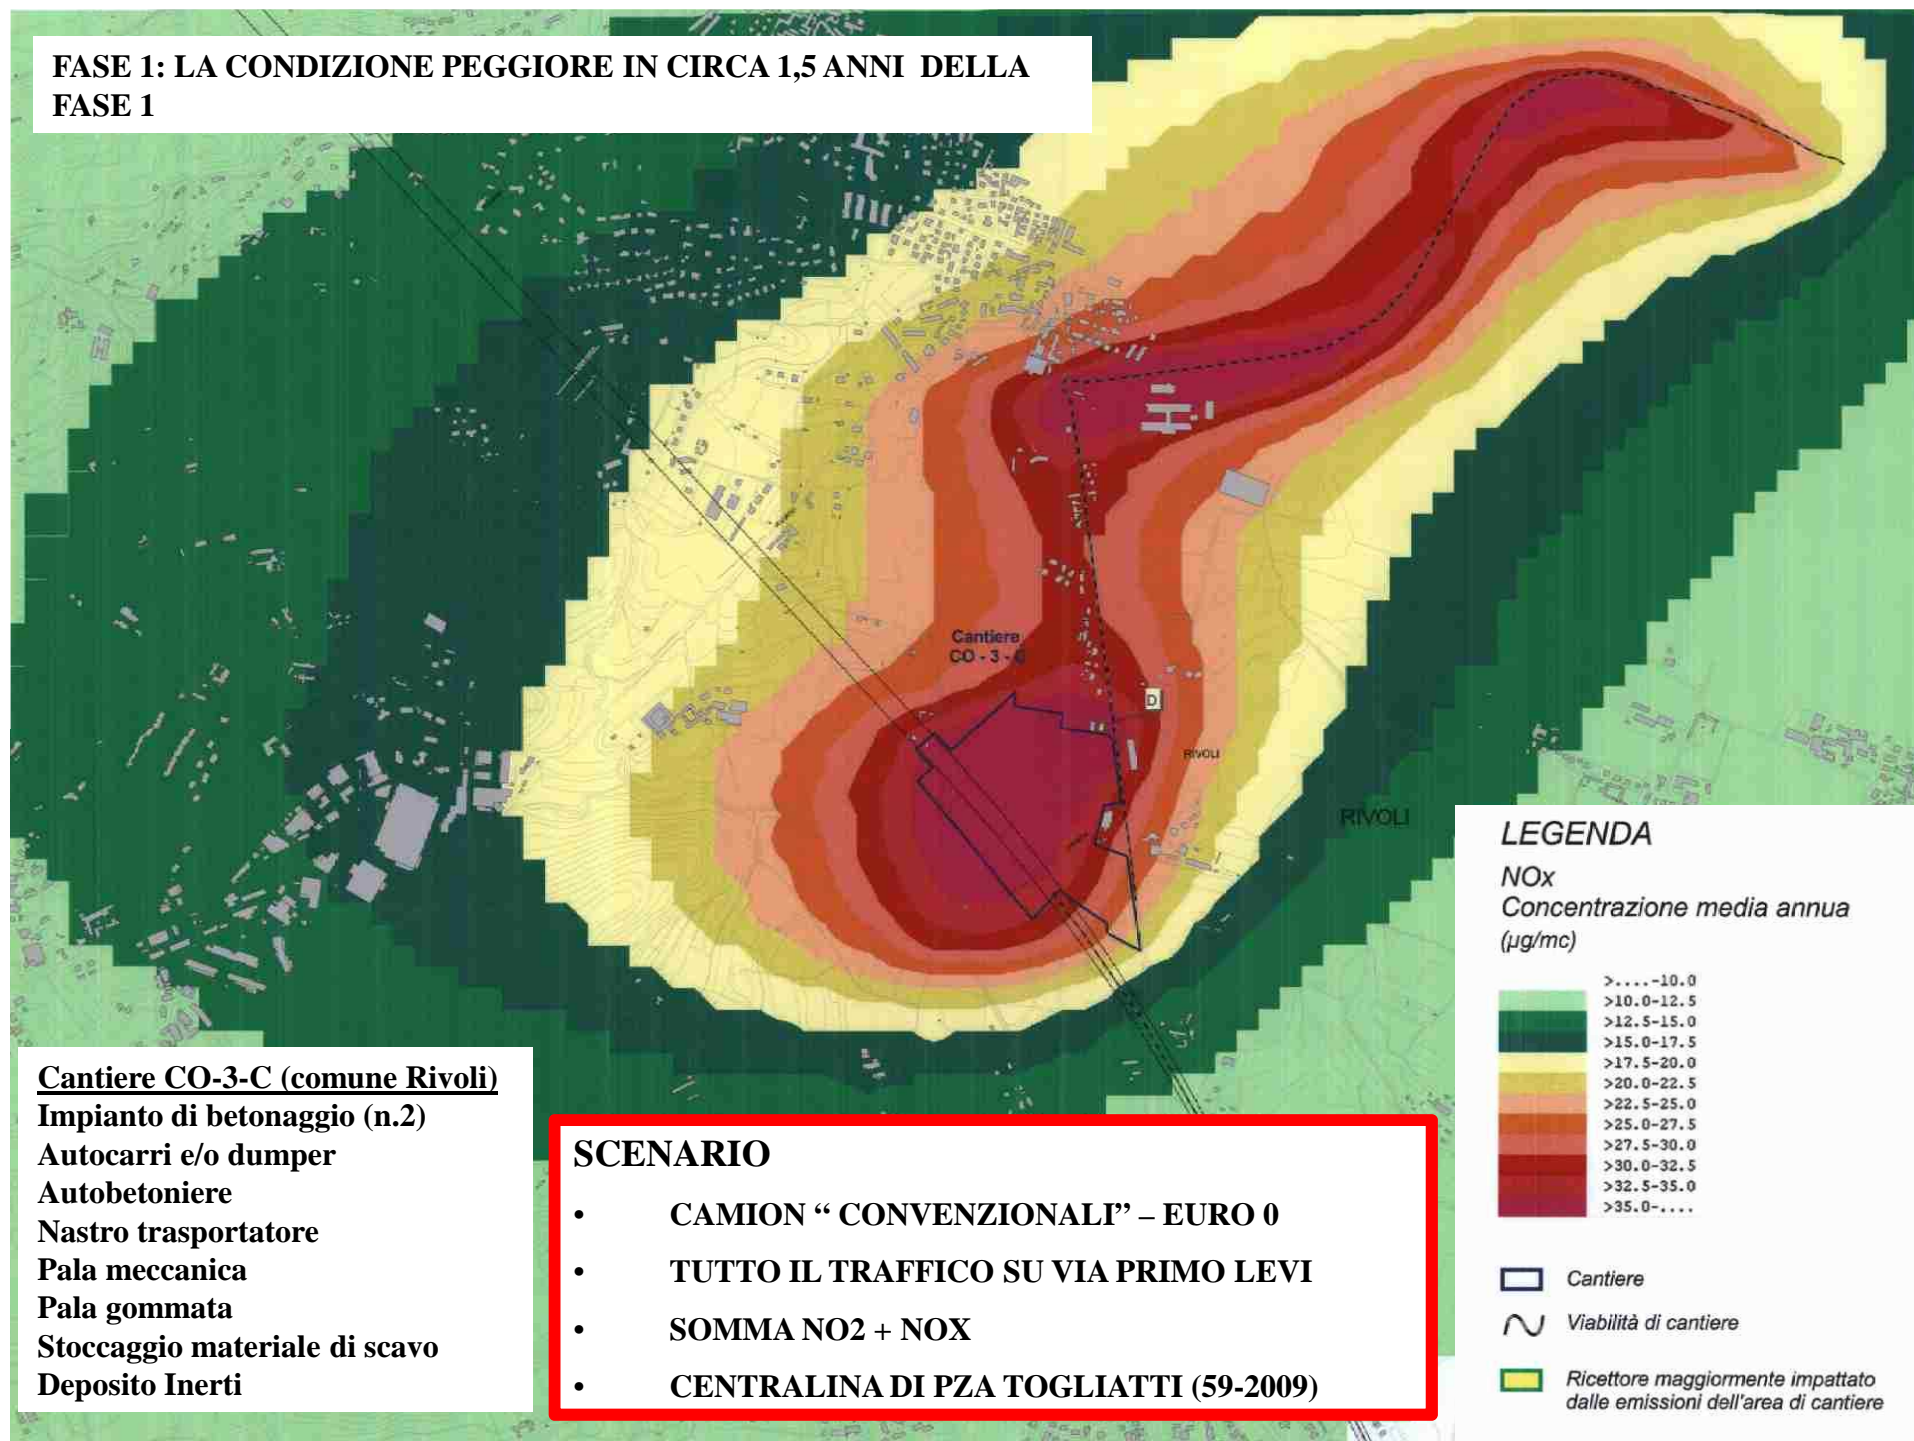 FASE 1: LA CONDIZIONE PEGGIORE IN CIRCA 1,5 ANNI DELLA
FASE 1
Cantiere
CO - 3 -
D
RIVOLI
RIVOLI
LEGENDA
NOx
Concentrazione media annua
(µg/mc)
>....-10.0
>10.0-12.5
>12.5-15.0
>15.0-17.5
>17.5-20.0
>20.0-22.5
>22.5-25.0
>25.0-27.5
>27.5-30.0
>30.0-32.5
>32.5-35.0
>35.0-....
Cantiere
Viabilità di cantiere
Ricettore maggiormente impattato
dalle emissioni dell'area di cantiere
Cantiere CO-3-C (comune Rivoli)
Impianto di betonaggio (n.2)
Autocarri e/o dumper
Autobetoniere
Nastro trasportatore
Pala meccanica
Pala gommata
Stoccaggio materiale di scavo
Deposito Inerti
SCENARIO
• CAMION “ CONVENZIONALI” – EURO 0
• TUTTO IL TRAFFICO SU VIA PRIMO LEVI
• SOMMA NO2 + NOX
• CENTRALINA DI PZA TOGLIATTI (59-2009)